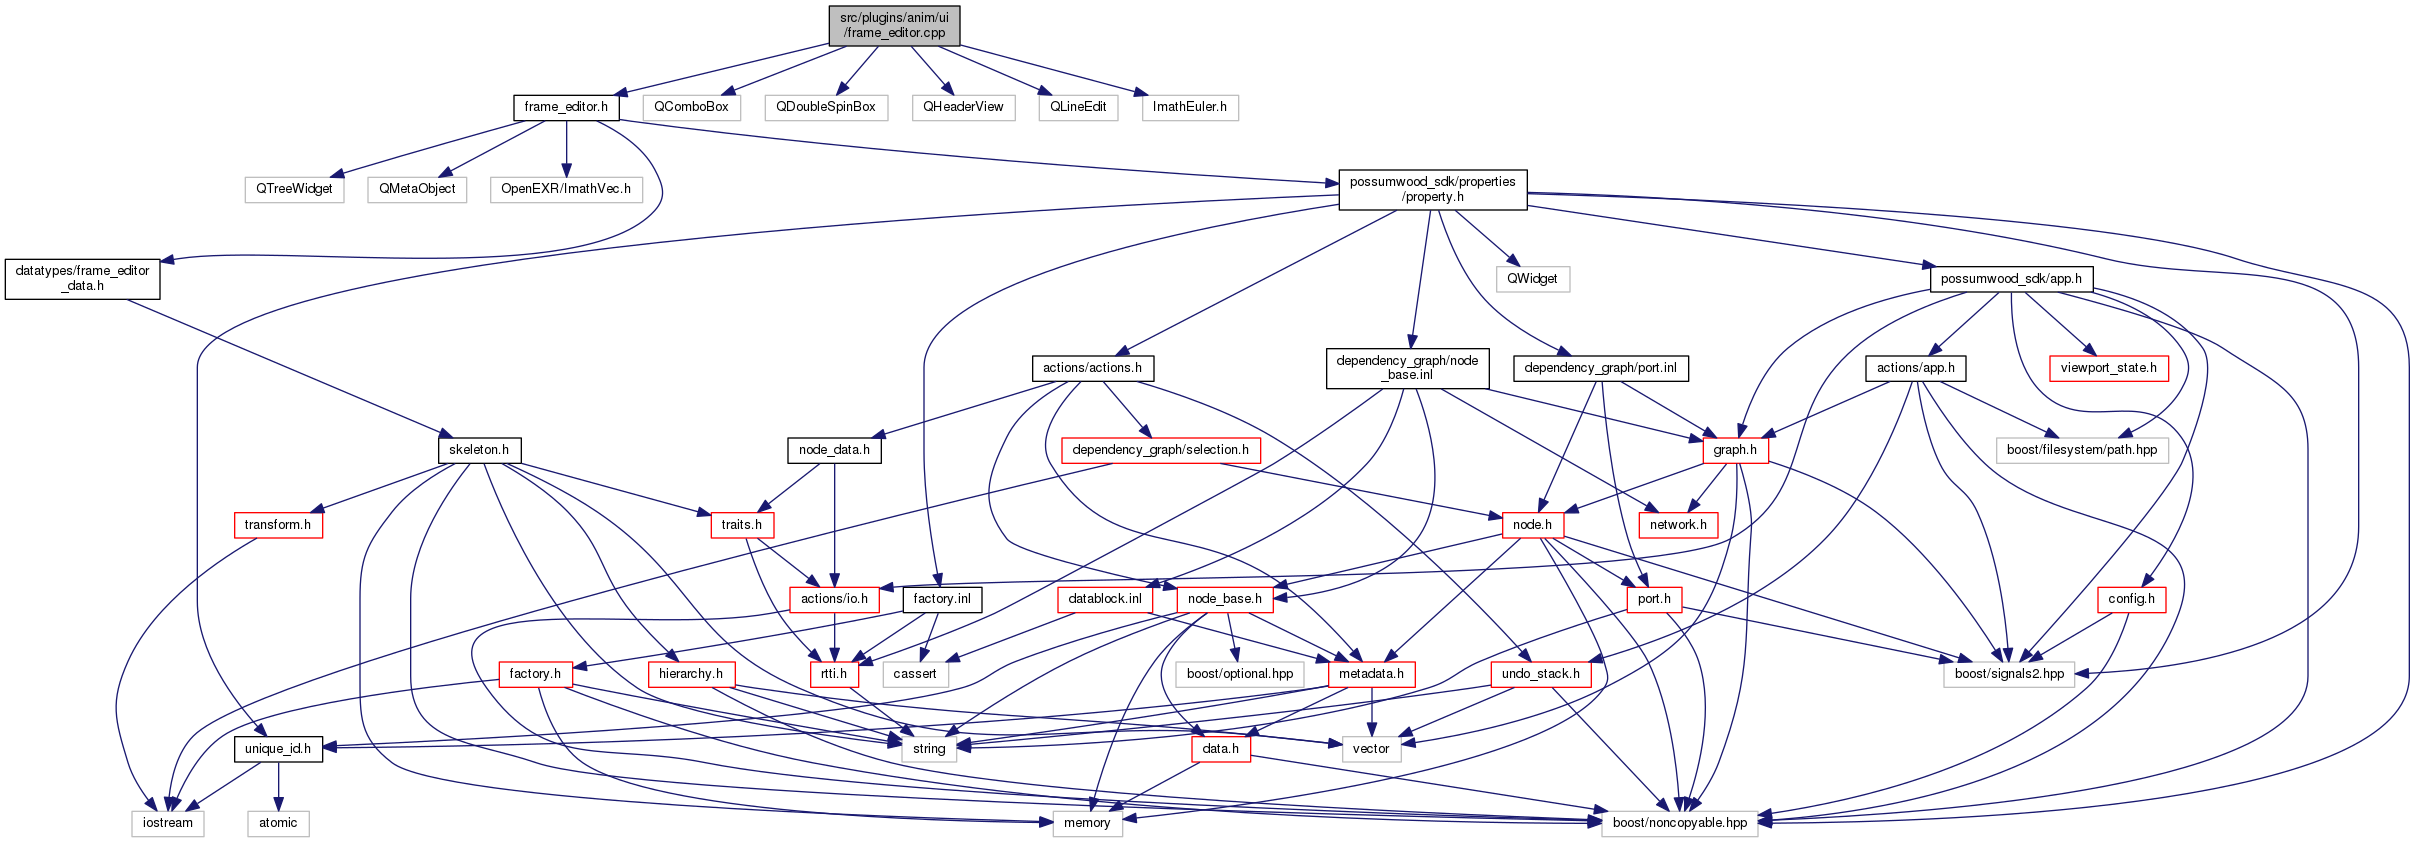 src/plugins/anim/ui
/frame_editor.cpp
frame_editor.h
QComboBox
QDoubleSpinBox
QHeaderView
QLineEdit
ImathEuler.h
QTreeWidget
QMetaObject
OpenEXR/ImathVec.h
possumwood_sdk/properties
/property.h
datatypes/frame_editor
_data.h
QWidget
possumwood_sdk/app.h
actions/actions.h
dependency_graph/node
_base.inl
dependency_graph/port.inl
actions/app.h
viewport_state.h
skeleton.h
node_data.h
dependency_graph/selection.h
graph.h
boost/filesystem/path.hpp
transform.h
traits.h
node.h
network.h
actions/io.h
factory.inl
datablock.inl
node_base.h
port.h
config.h
factory.h
hierarchy.h
rtti.h
cassert
boost/optional.hpp
metadata.h
undo_stack.h
boost/signals2.hpp
unique_id.h
string
data.h
vector
iostream
atomic
memory
boost/noncopyable.hpp